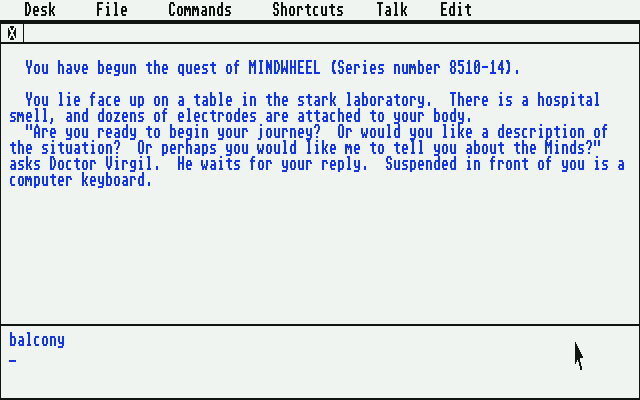 Desk File Commands Shortcuts Talk Edit
You have begun the quest of MINDWHEEL (Series number 8510-14).
You lie face up on a table in the stark laboratory. There is a hospital
smell, and dozens of electrodes are attached to your body.
"Are you ready to begin your journey? Or would you like a description of
the situation? Or perhaps you would like me to tell you about the Minds?"
asks Doctor Virgil. He waits for your reply. Suspended in front of you is a
computer keyboard.
balcony